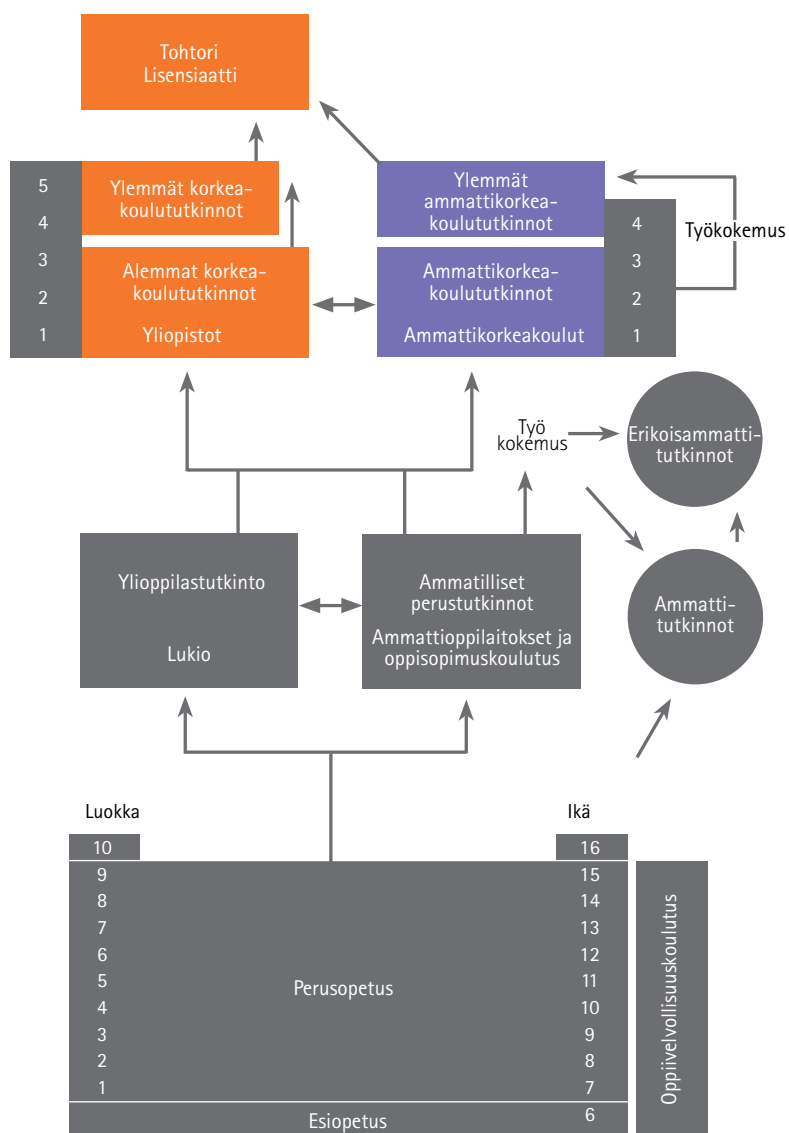 Tohtori
Lisensiaatti
5
4
3
2
1
Ylemmät korkea-
koulututkinnot
Alemmat korkea-
koulututkinnot
Yliopistot
Ylemmät
ammattikorkea-
koulututkinnot
Ammattikorkea-
koulututkinnot
Ammattikorkeakoulut
4
3
2
1
Työkokemus
Työ
kokemus
Erikoisammatti-
tutkinnot
Ammatti-
tutkinnot
Ylioppilastutkinto
Lukio
Ammatilliset
perustutkinnot
Ammattioppilaitokset ja
oppisopimuskoulutus
Luokka
Ikä
10
16
9
15
8
14
7
13
6
12
5
11
Perusopetus
4
10
3
9
2
8
1
7
Esiopetus
6
Oppiivelvollisuuskoulutus